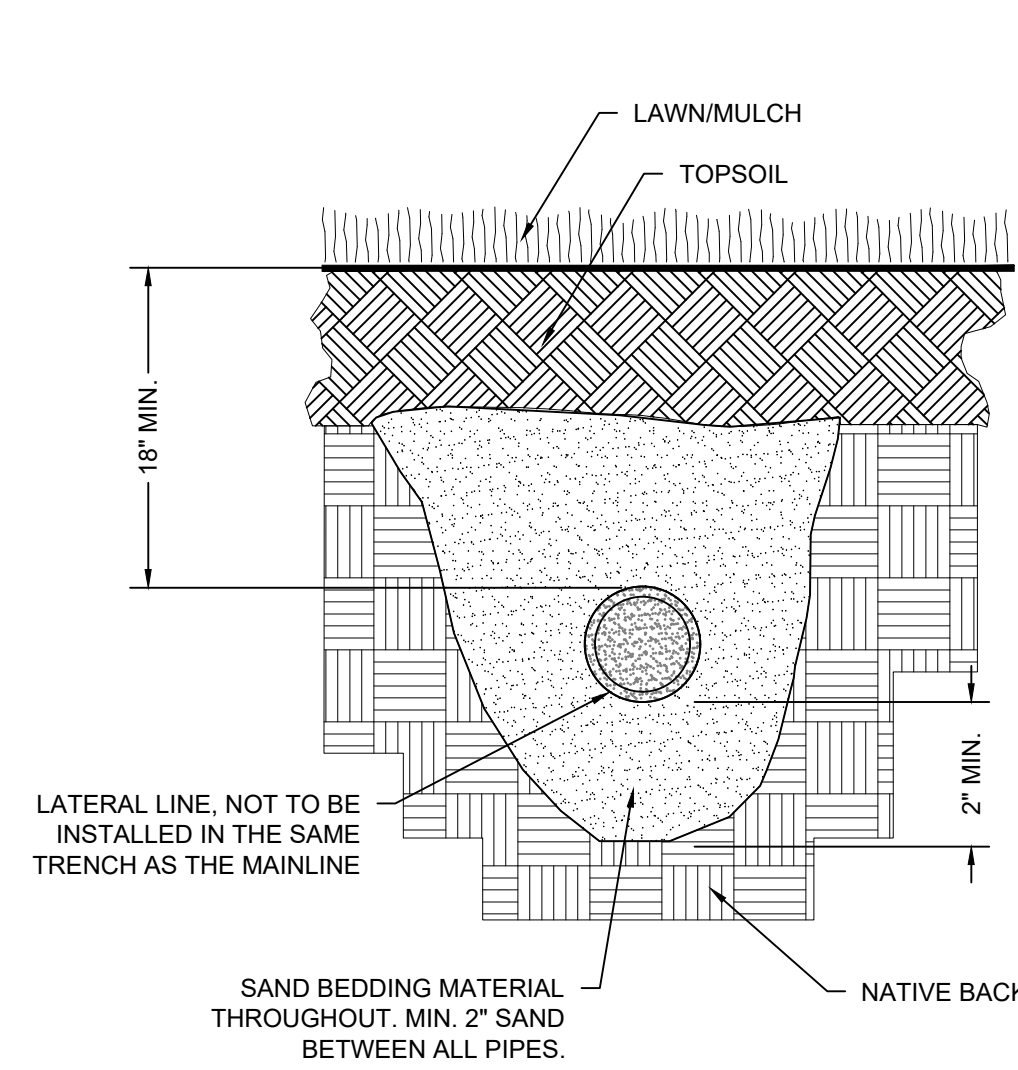 LAWN/MULCH
TOPSOIL
18" MIN.
2" MIN.
LATERAL LINE, NOT TO BE
INSTALLED IN THE SAME
TRENCH AS THE MAINLINE
SAND BEDDING MATERIAL
THROUGHOUT. MIN. 2" SAND
BETWEEN ALL PIPES.
NATIVE